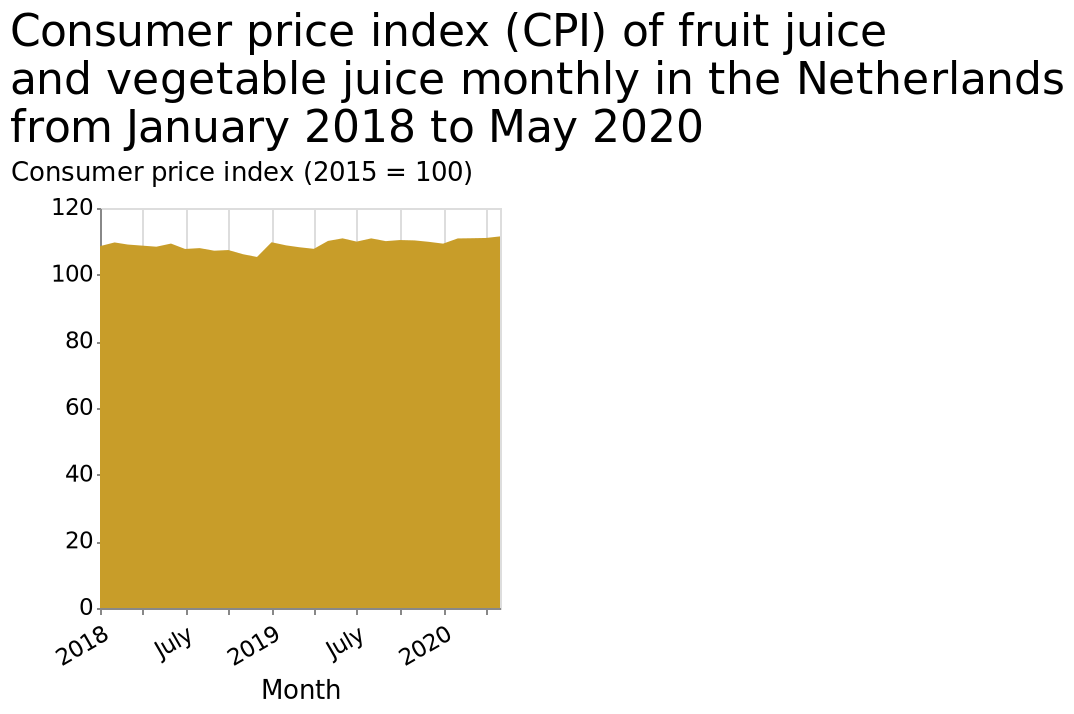 Consumer price index (CPI) of fruit juice
and vegetable juice monthly in the Netherlands
from January 2018 to May 2020
Consumer price index (2015 = 100)
120
100
80
60
40
20
0
2018 July 2019 July 2020
Month